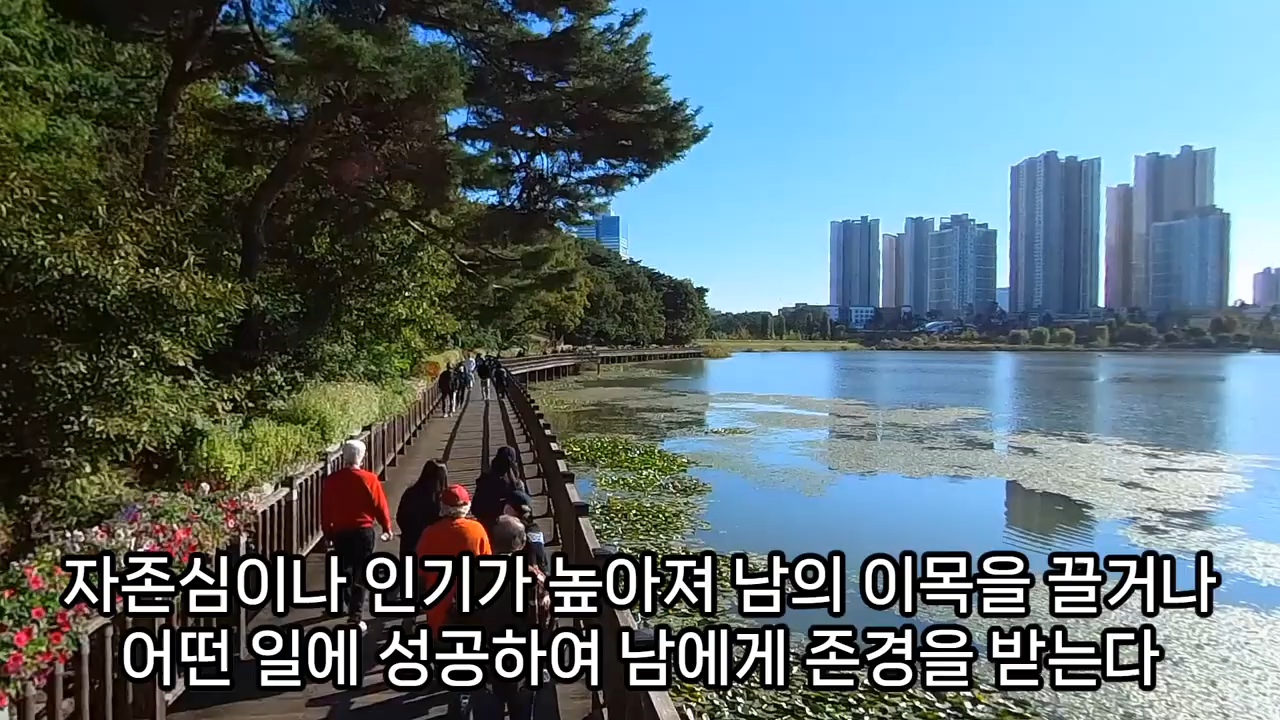 자존심이나 인기가 높아져 남의 이목을 끌거나
어떤 일에 성공하여 남에게 존경을 받는다